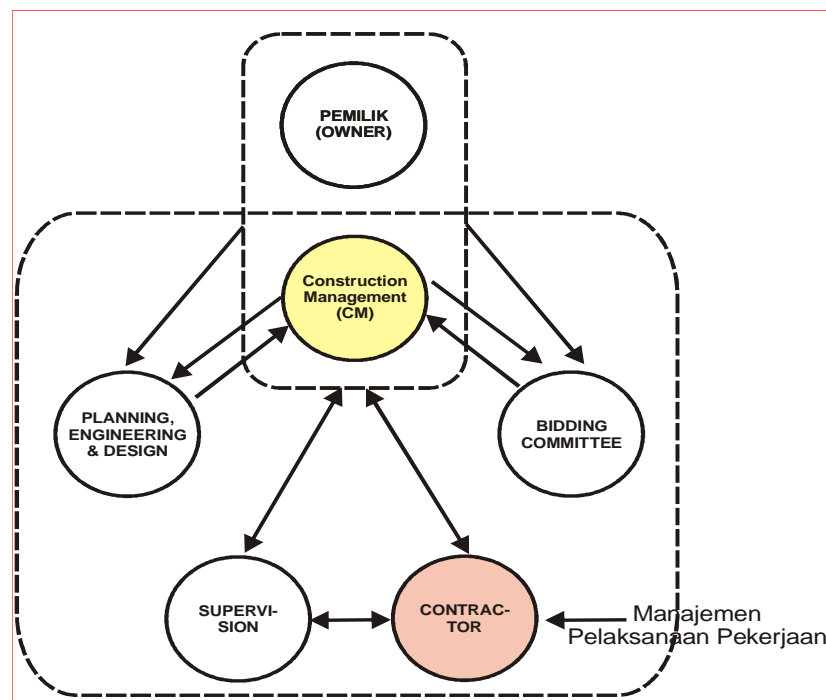 PEMILIK
(OWNER)
Construction
Management
(CM)
PLANNING,
ENGINEERING
& DESIGN
BIDDING
COMMITTEE
SUPERVI-
SION
CONTRAC-
TOR
Manajemen
Pelaksanaan Pekerjaan